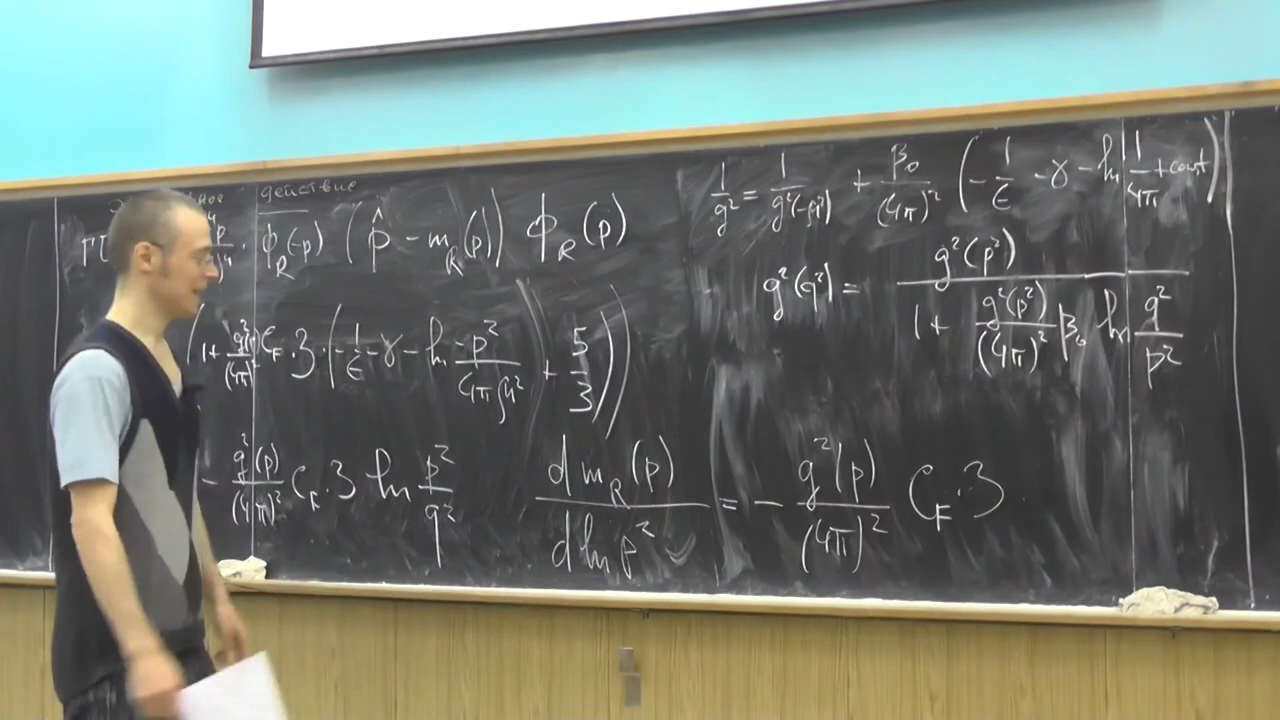 действие
Φ_R(-p) (p̂ - m_R(p)) Φ_R(p)
(1 + g²/(4π)² C_F · 3 · (-1/ε - γ - ln -p²/4πμ²) + 5/3))
- g²(p)/(4π)² C_F · 3 ln p²/q²
d m_R(p)/d ln p² = - g²(p)/(4π)² C_F · 3
1/g² = 1/g²(-μ²) + β₀/(4π)² (-1/ε - γ - ln 1/4π + const)
g²(q²) = g²(p²)/(1 + g²(p²)/(4π)² β₀ ln q²/p²)